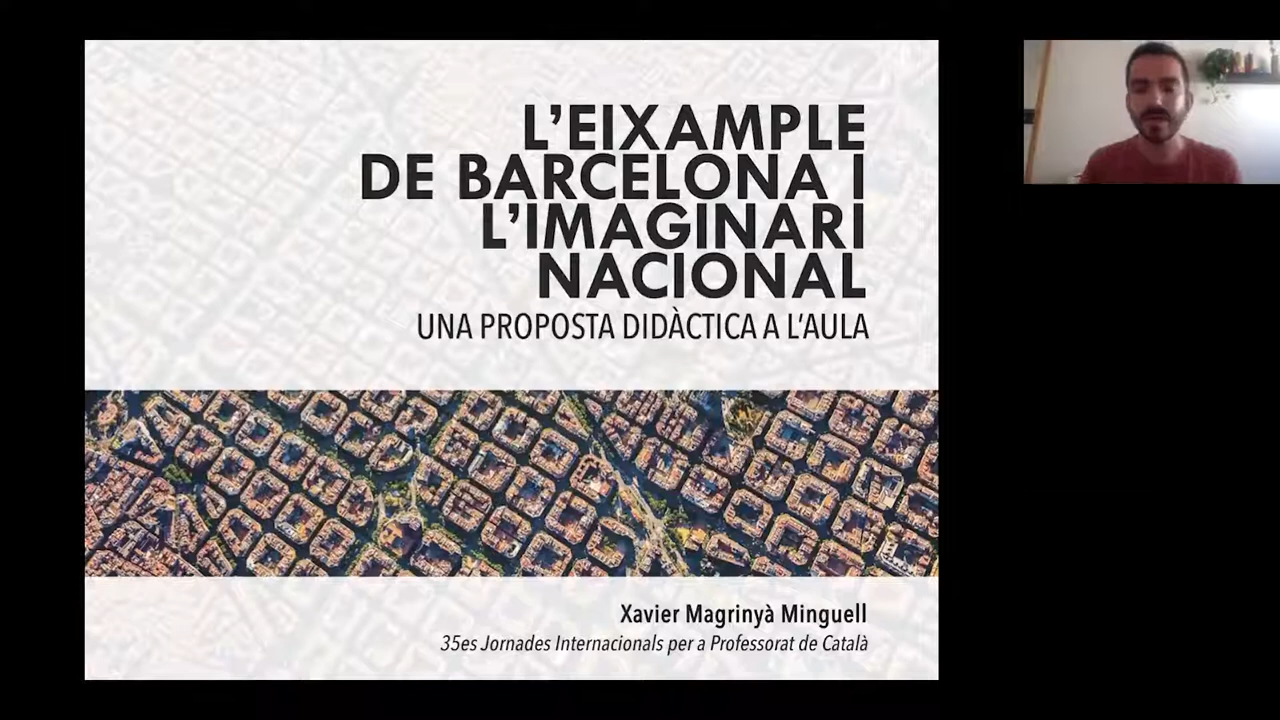 L'EIXAMPLE
DE BARCELONA I
L'IMAGINARI
NACIONAL
UNA PROPOSTA DIDÀCTICA A L'AULA
Xavier Magrinyà Minguell
35es Jornades Internacionals per a Professorat de Català